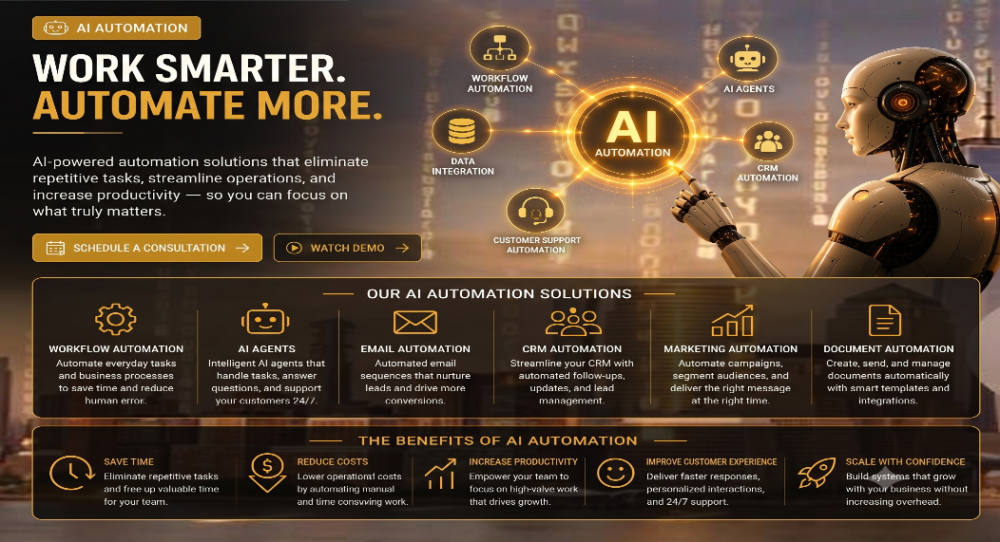 AI AUTOMATION
WORK SMARTER.
AUTOMATE MORE.
AI-powered automation solutions that eliminate
repetitive tasks, streamline operations, and
increase productivity — so you can focus on
what truly matters.
SCHEDULE A CONSULTATION →
WATCH DEMO →
WORKFLOW
AUTOMATION
AI AGENTS
DATA
INTEGRATION
AI
AUTOMATION
CRM
AUTOMATION
CUSTOMER SUPPORT
AUTOMATION
OUR AI AUTOMATION SOLUTIONS
WORKFLOW AUTOMATION
Automate everyday tasks
and business processes
to save time and reduce
human error.
AI AGENTS
Intelligent AI agents that
handle tasks, answer
questions, and support
your customers 24/7.
EMAIL AUTOMATION
Automated email
sequences that nurture
leads and drive more
conversions.
CRM AUTOMATION
Streamline your CRM with
automated follow-ups,
updates, and lead
management.
MARKETING AUTOMATION
Automate campaigns,
segment audiences, and
deliver the right message
at the right time.
DOCUMENT AUTOMATION
Create, send, and manage
documents automatically
with smart templates and
integrations.
THE BENEFITS OF AI AUTOMATION
SAVE TIME
Eliminate repetitive tasks
and free up valuable time
for your team.
REDUCE COSTS
Lower operational costs
by automating manual
and time consuming work.
INCREASE PRODUCTIVITY
Empower your team to
focus on high-value work
that drives growth.
IMPROVE CUSTOMER EXPERIENCE
Deliver faster responses,
personalized interactions,
and 24/7 support.
SCALE WITH CONFIDENCE
Build systems that grow
with your business without
increasing overhead.